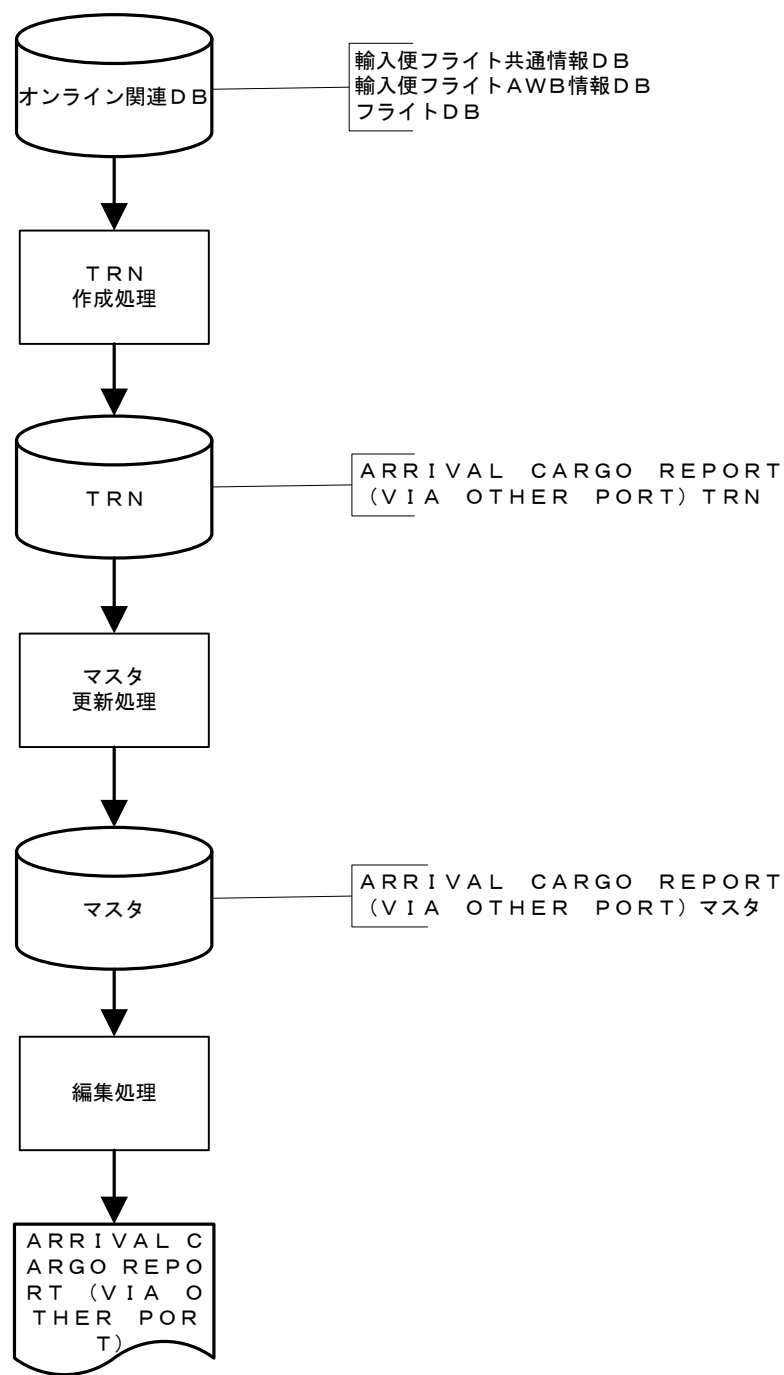 オンライン関連ＤＢ
輸入便フライト共通情報ＤＢ
輸入便フライトＡＷＢ情報ＤＢ
フライトＤＢ
ＴＲＮ
作成処理
ＴＲＮ
ＡＲＲＩＶＡＬ　ＣＡＲＧＯ　ＲＥＰＯＲＴ
（ＶＩＡ　ＯＴＨＥＲ　ＰＯＲＴ）ＴＲＮ
マスタ
更新処理
マスタ
ＡＲＲＩＶＡＬ　ＣＡＲＧＯ　ＲＥＰＯＲＴ
（ＶＩＡ　ＯＴＨＥＲ　ＰＯＲＴ）マスタ
編集処理
ＡＲＲＩＶＡＬ Ｃ
ＡＲＧＯ ＲＥＰＯ
ＲＴ （ＶＩＡ　Ｏ
ＴＨＥＲ　ＰＯＲ
Ｔ）